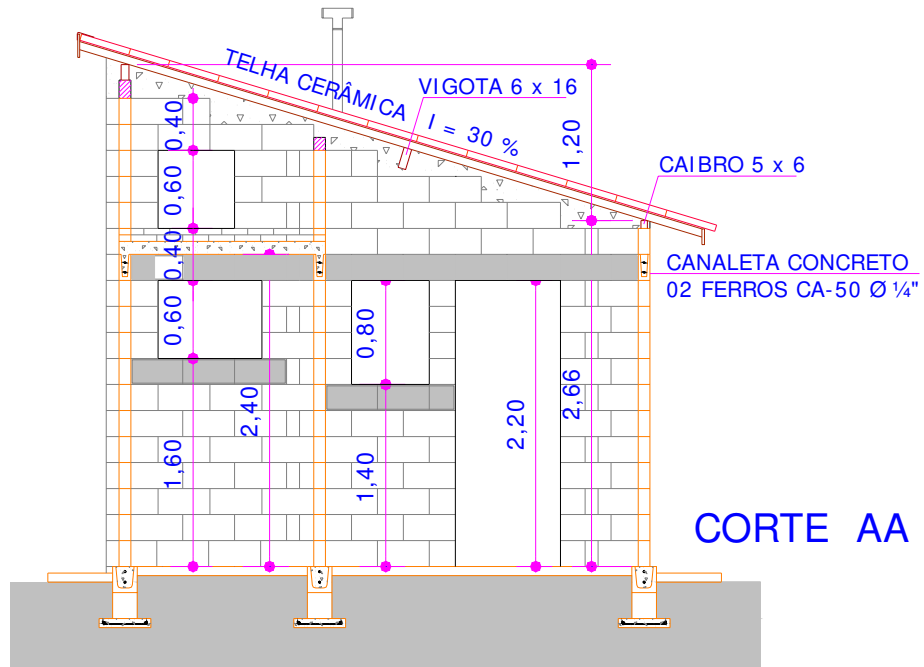 TELHA CERÂMICA I = 30 %
VIGOTA 6 x 16
0,40
1,20
CAIBRO 5 x 6
0,60
0,40
CANALETA CONCRETO
02 FERROS CA-50 Ø ¼"
0,60
0,80
2,40
2,66
2,20
1,60
1,40
CORTE AA